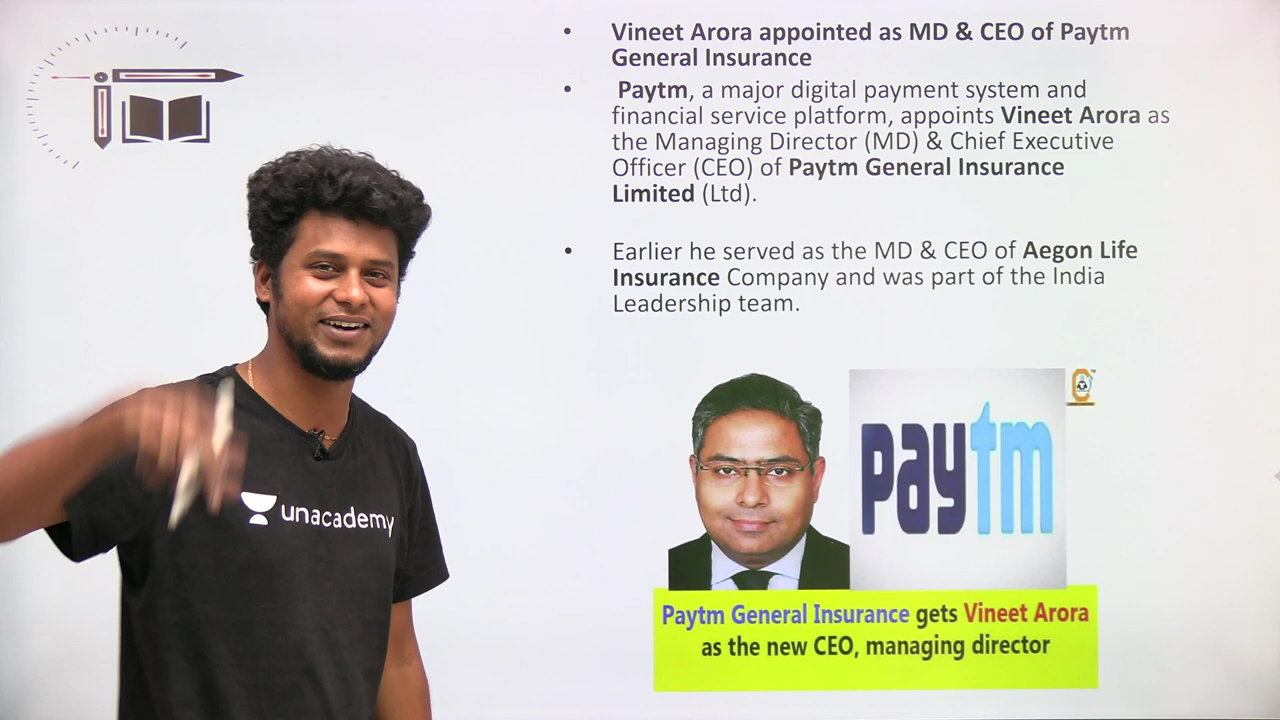 • Vineet Arora appointed as MD & CEO of Paytm
General Insurance
• Paytm, a major digital payment system and
financial service platform, appoints Vineet Arora as
the Managing Director (MD) & Chief Executive
Officer (CEO) of Paytm General Insurance
Limited (Ltd).
• Earlier he served as the MD & CEO of Aegon Life
Insurance Company and was part of the India
Leadership team.
unacademy
paytm
Paytm General Insurance gets Vineet Arora
as the new CEO, managing director